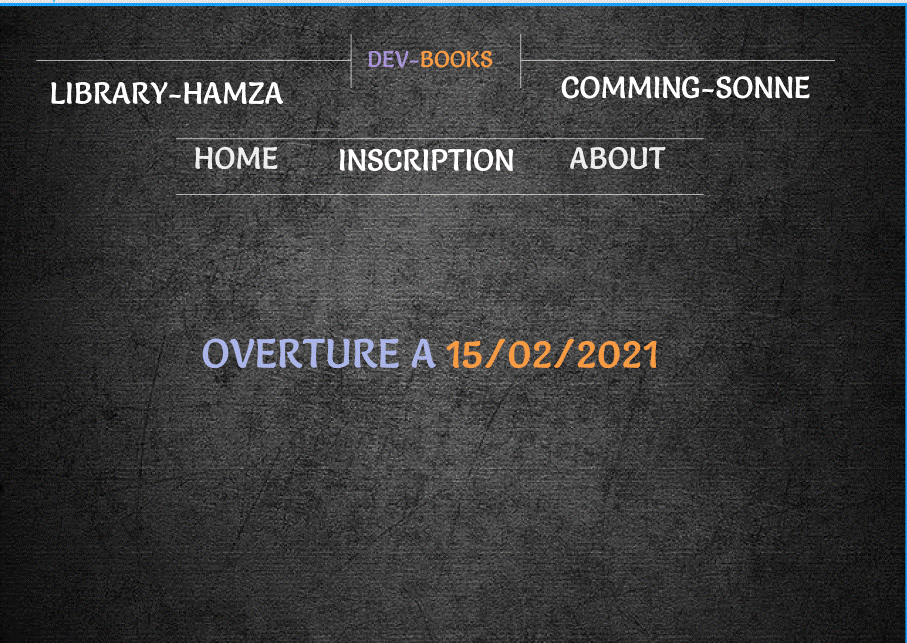 DEV-BOOKS
LIBRARY-HAMZA
COMMING-SONNE
HOME INSCRIPTION ABOUT
OVERTURE A 15/02/2021